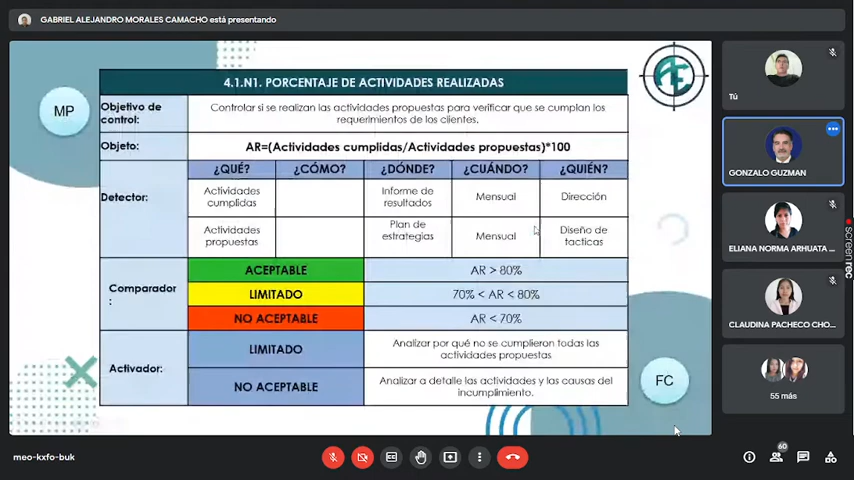 GABRIEL ALEJANDRO MORALES CAMACHO está presentando
4.1.N1. PORCENTAJE DE ACTIVIDADES REALIZADAS
MP
Objetivo de
control:
Controlar si se realizan las actividades propuestas para verificar que se cumplan los
requerimientos de los clientes.
Objeto:
AR=(Actividades cumplidas/Actividades propuestas)*100
Detector:
¿QUÉ? ¿CÓMO? ¿DÓNDE? ¿CUÁNDO? ¿QUIÉN?
Actividades
cumplidas
Informe de
resultados
Mensual
Dirección
Actividades
propuestas
Plan de
estrategias
Mensual
Diseño de
tacticas
Comparador
:
ACEPTABLE
AR > 80%
LIMITADO
70% < AR < 80%
NO ACEPTABLE
AR < 70%
Activador:
LIMITADO
Analizar por qué no se cumplieron todas las
actividades propuestas
NO ACEPTABLE
Analizar a detalle las actividades y las causas del
incumplimiento.
FC
Tú
GONZALO GUZMAN
ELIANA NORMA ARHUATA ...
CLAUDINA PACHECO CHO...
55 más
screenrec
meo-kxfo-buk
60